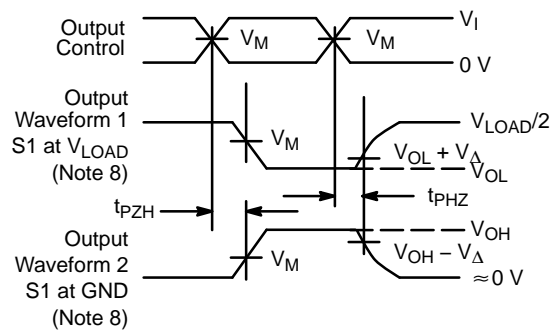 Output
Control
V_M
V_M
V_I
0 V
Output
Waveform 1
S1 at V_LOAD
(Note 8)
V_M
V_LOAD/2
V_OL + V_Δ
V_OL
t_PZH
t_PHZ
Output
Waveform 2
S1 at GND
(Note 8)
V_M
V_OH
V_OH – V_Δ
≈0 V